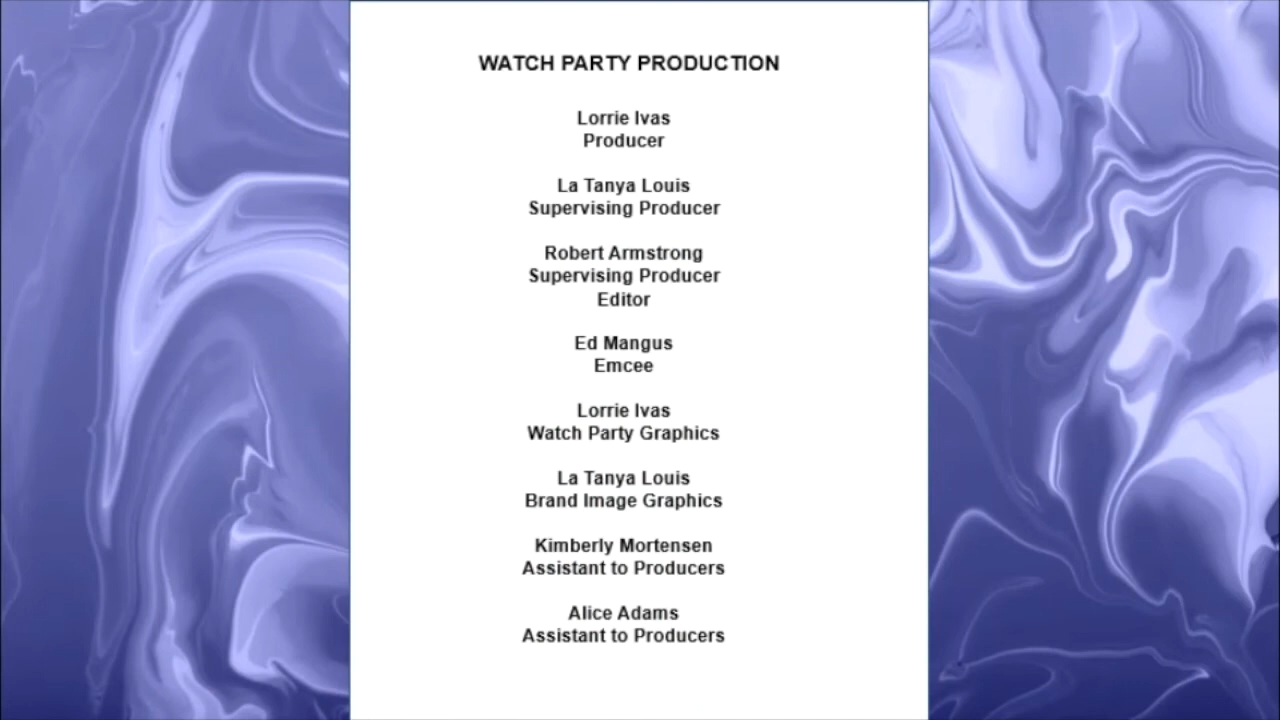 WATCH PARTY PRODUCTION
Lorrie Ivas
Producer
La Tanya Louis
Supervising Producer
Robert Armstrong
Supervising Producer
Editor
Ed Mangus
Emcee
Lorrie Ivas
Watch Party Graphics
La Tanya Louis
Brand Image Graphics
Kimberly Mortensen
Assistant to Producers
Alice Adams
Assistant to Producers